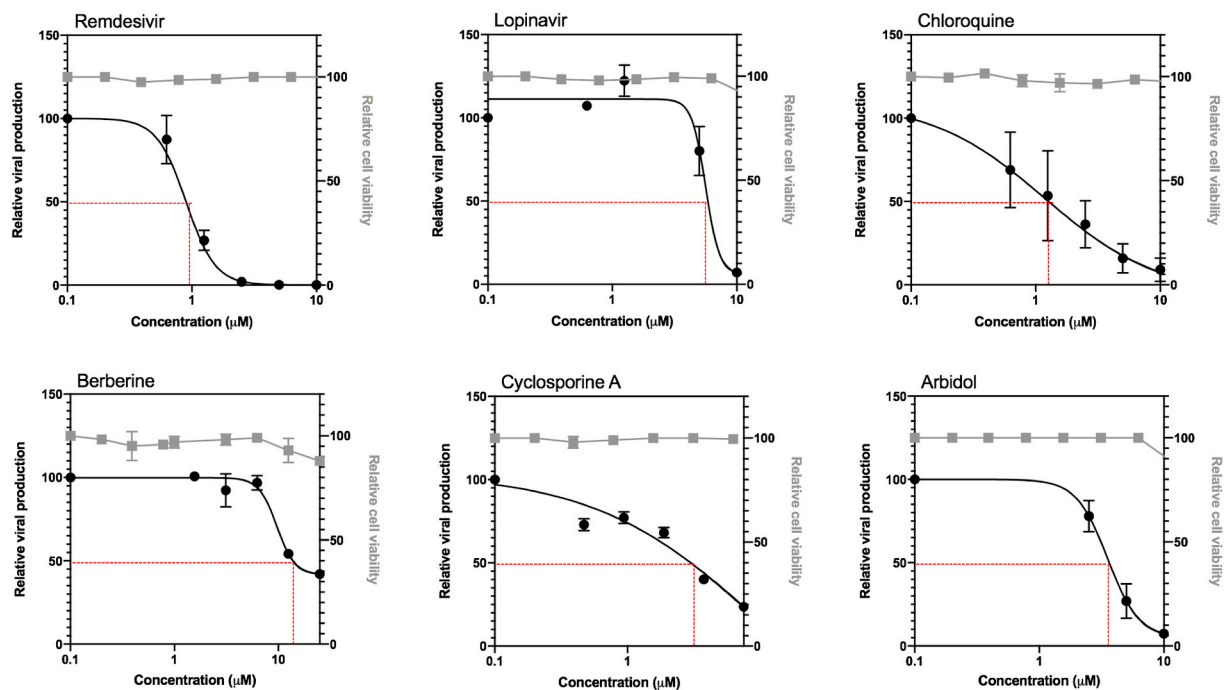 Remdesivir
150
100
50
0
Relative viral production
100
50
0
Relative cell viability
0.1
1
10
Concentration (μM)
Lopinavir
150
100
50
0
Relative viral production
100
50
0
Relative cell viability
0.1
1
10
Concentration (μM)
Chloroquine
150
100
50
0
Relative viral production
100
50
0
Relative cell viability
0.1
1
10
Concentration (μM)
Berberine
150
100
50
0
Relative viral production
100
50
0
Relative cell viability
0.1
1
10
Concentration (μM)
Cyclosporine A
150
100
50
0
Relative viral production
100
50
0
Relative cell viability
0.1
1
Concentration (μM)
Arbidol
150
100
50
0
Relative viral production
100
50
0
Relative cell viability
0.1
1
10
Concentration (μM)